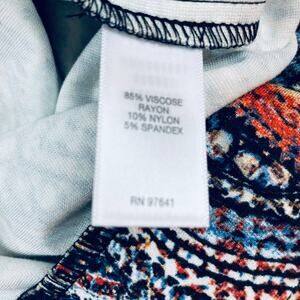 85% VISCOSE
RAYON
10% NYLON
5% SPANDEX
RN 97641